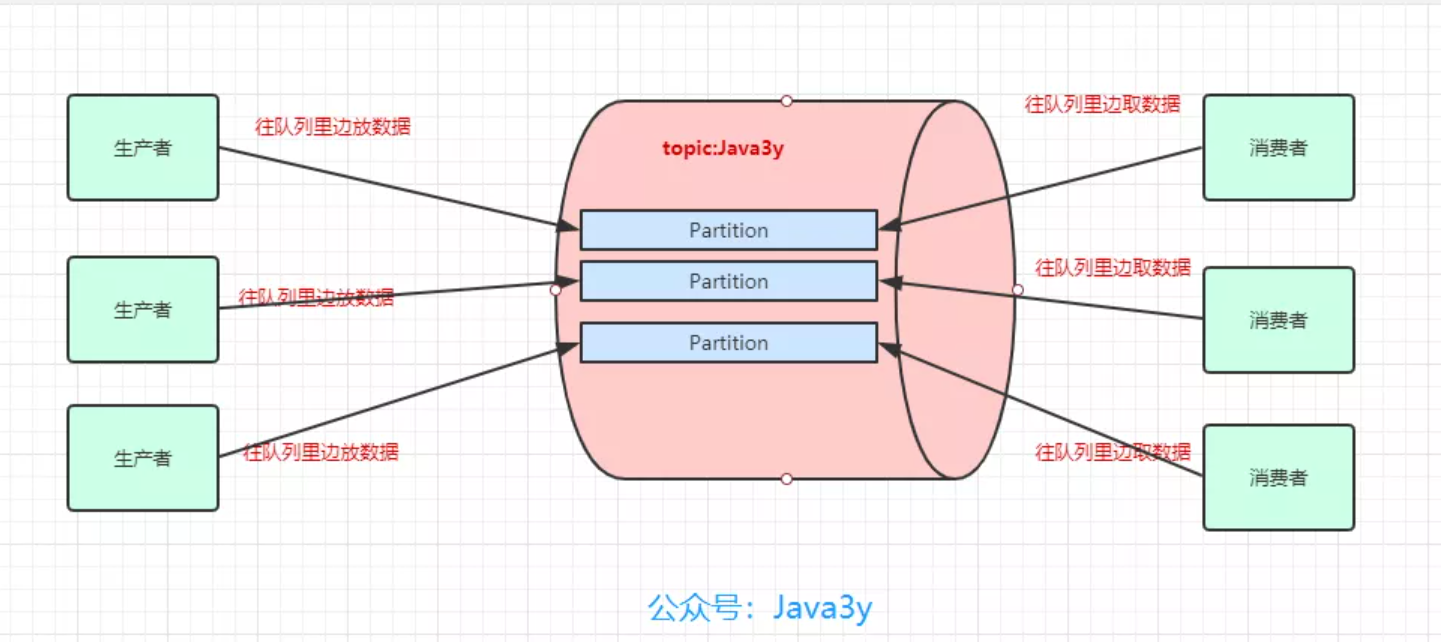 生产者
往队列里边放数据
topic:Java3y
往队列里边取数据
消费者
Partition
生产者
往队列里边放数据
Partition
往队列里边取数据
消费者
Partition
生产者
往队列里边放数据
往队列里边取数据
消费者
公众号：Java3y